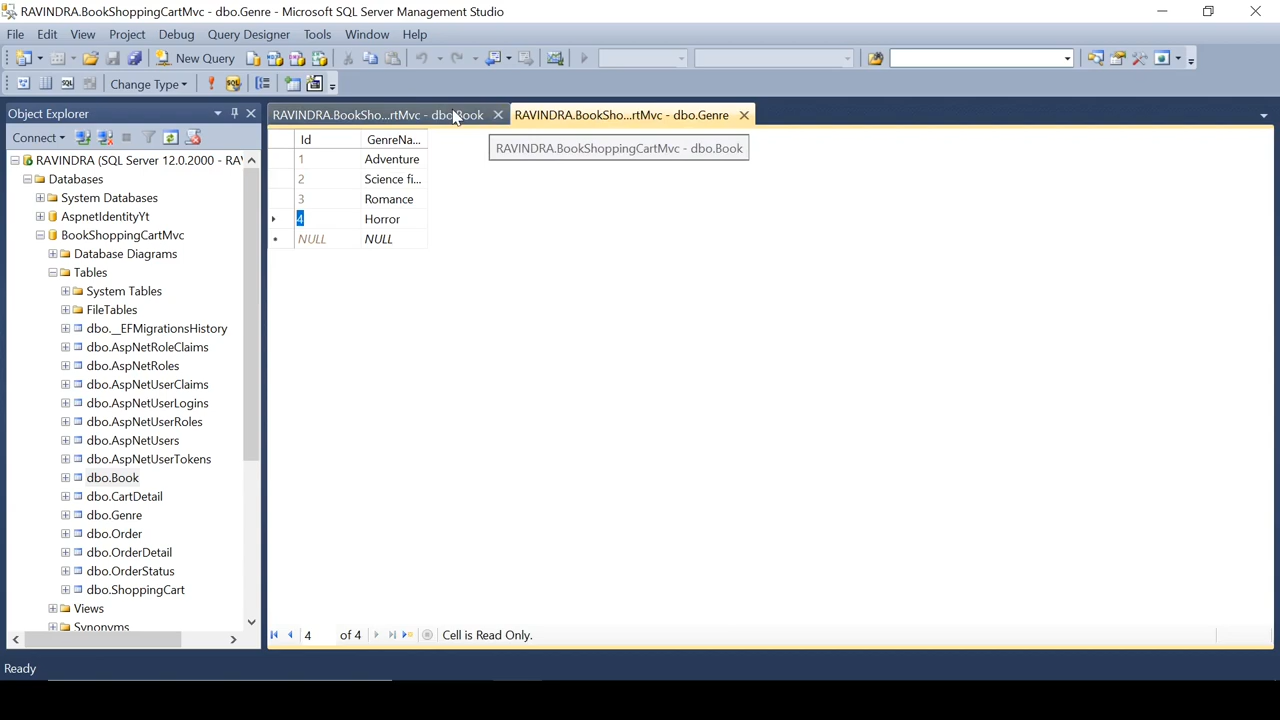 RAVINDRA.BookShoppingCartMvc - dbo.Genre - Microsoft SQL Server Management Studio
File Edit View Project Debug Query Designer Tools Window Help
New Query
Change Type
Object Explorer
RAVINDRA.BookSho...rtMvc - dbo.Book
RAVINDRA.BookSho...rtMvc - dbo.Genre
Connect
RAVINDRA.BookShoppingCartMvc - dbo.Book
RAVINDRA (SQL Server 12.0.2000 - RAV
Databases
System Databases
AspnetIdentityYt
BookShoppingCartMvc
Database Diagrams
Tables
System Tables
FileTables
dbo.__EFMigrationsHistory
dbo.AspNetRoleClaims
dbo.AspNetRoles
dbo.AspNetUserClaims
dbo.AspNetUserLogins
dbo.AspNetUserRoles
dbo.AspNetUsers
dbo.AspNetUserTokens
dbo.Book
dbo.CartDetail
dbo.Genre
dbo.Order
dbo.OrderDetail
dbo.OrderStatus
dbo.ShoppingCart
Views
Synonyms
Id GenreNa...
1 Adventure
2 Science fi...
3 Romance
4 Horror
NULL NULL
4 of 4 Cell is Read Only.
Ready